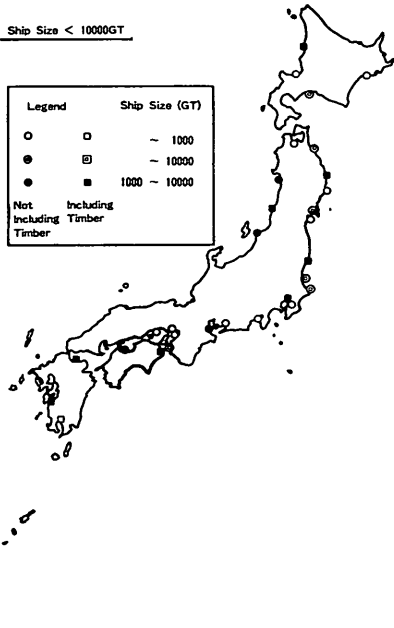 Ship Size < 10000GT
Legend Ship Size (GT)
~ 1000
~ 10000
1000 ~ 10000
Not Including
Including Timber
Timber